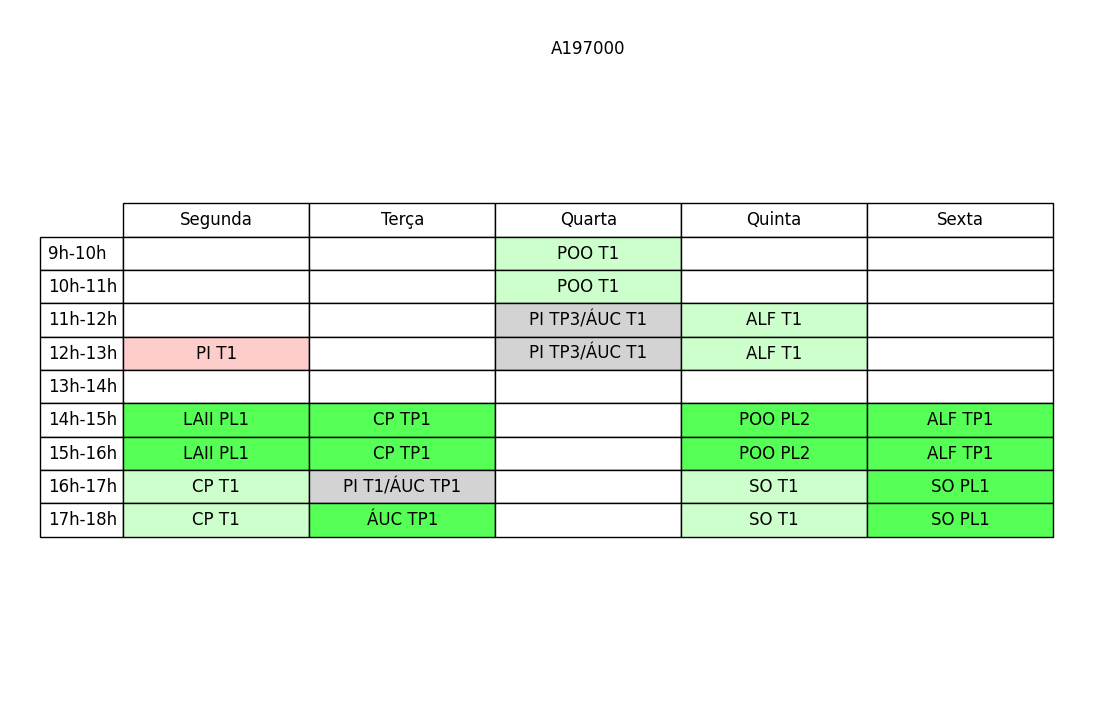 A197000
Segunda Terça Quarta Quinta Sexta
9h-10h POO T1
10h-11h POO T1
11h-12h PI TP3/ÁUC T1 ALF T1
12h-13h PI T1 PI TP3/ÁUC T1 ALF T1
13h-14h
14h-15h LAII PL1 CP TP1 POO PL2 ALF TP1
15h-16h LAII PL1 CP TP1 POO PL2 ALF TP1
16h-17h CP T1 PI T1/ÁUC TP1 SO T1 SO PL1
17h-18h CP T1 ÁUC TP1 SO T1 SO PL1